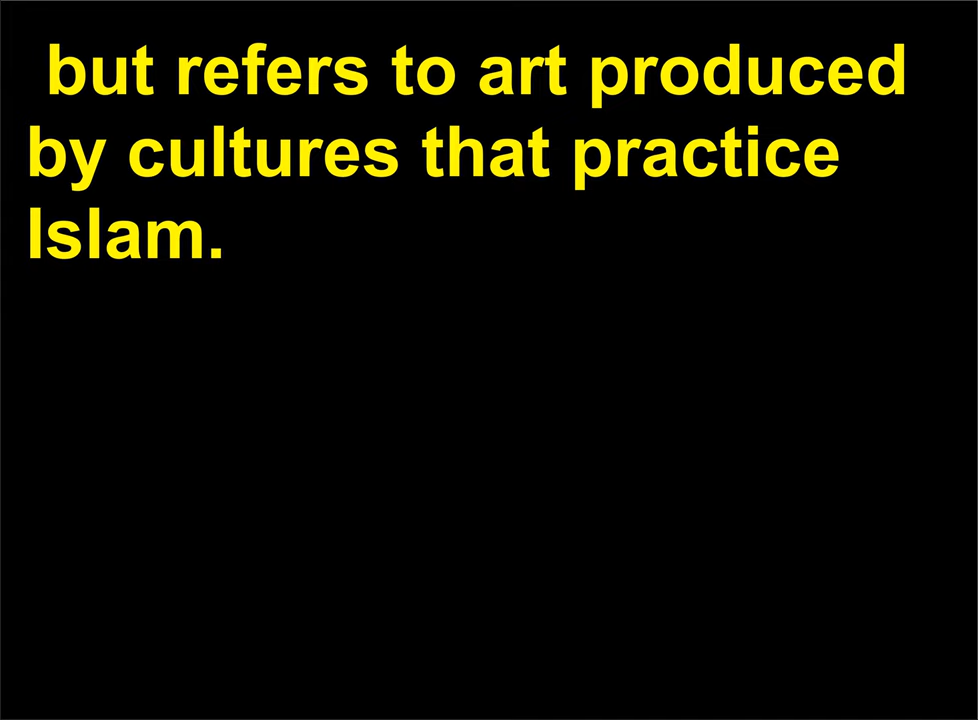 but refers to art produced
by cultures that practice
Islam.